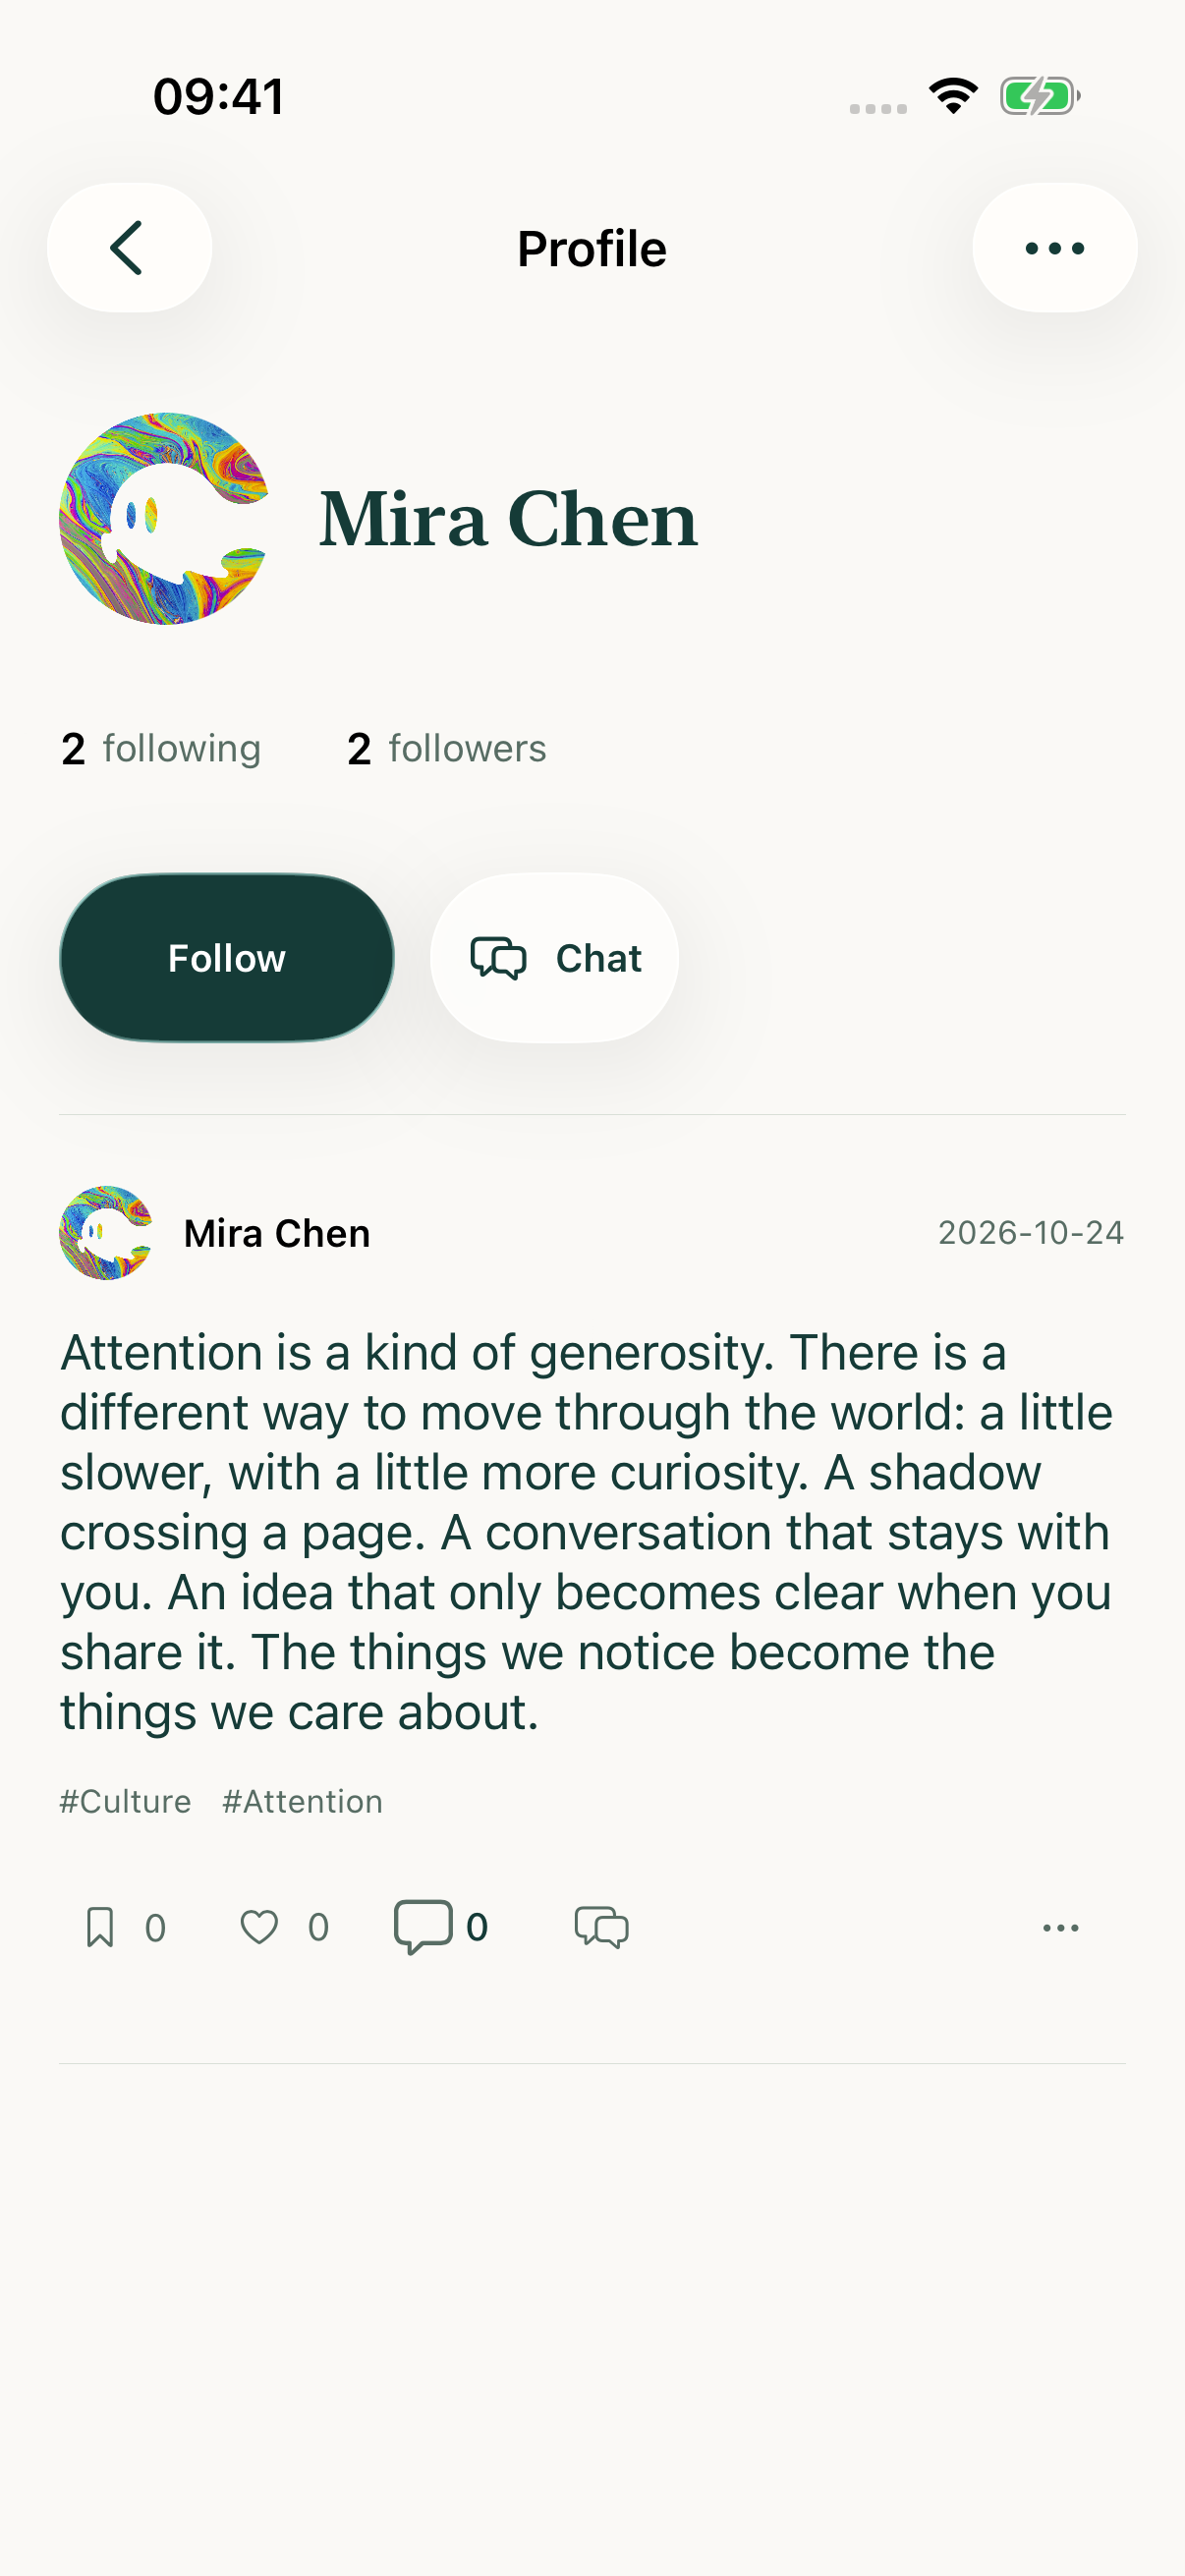 09:41
Profile
Mira Chen
2 following 2 followers
Follow Chat
Mira Chen 2026-10-24
Attention is a kind of generosity. There is a
different way to move through the world: a little
slower, with a little more curiosity. A shadow
crossing a page. A conversation that stays with
you. An idea that only becomes clear when you
share it. The things we notice become the
things we care about.
#Culture #Attention
0 0 0